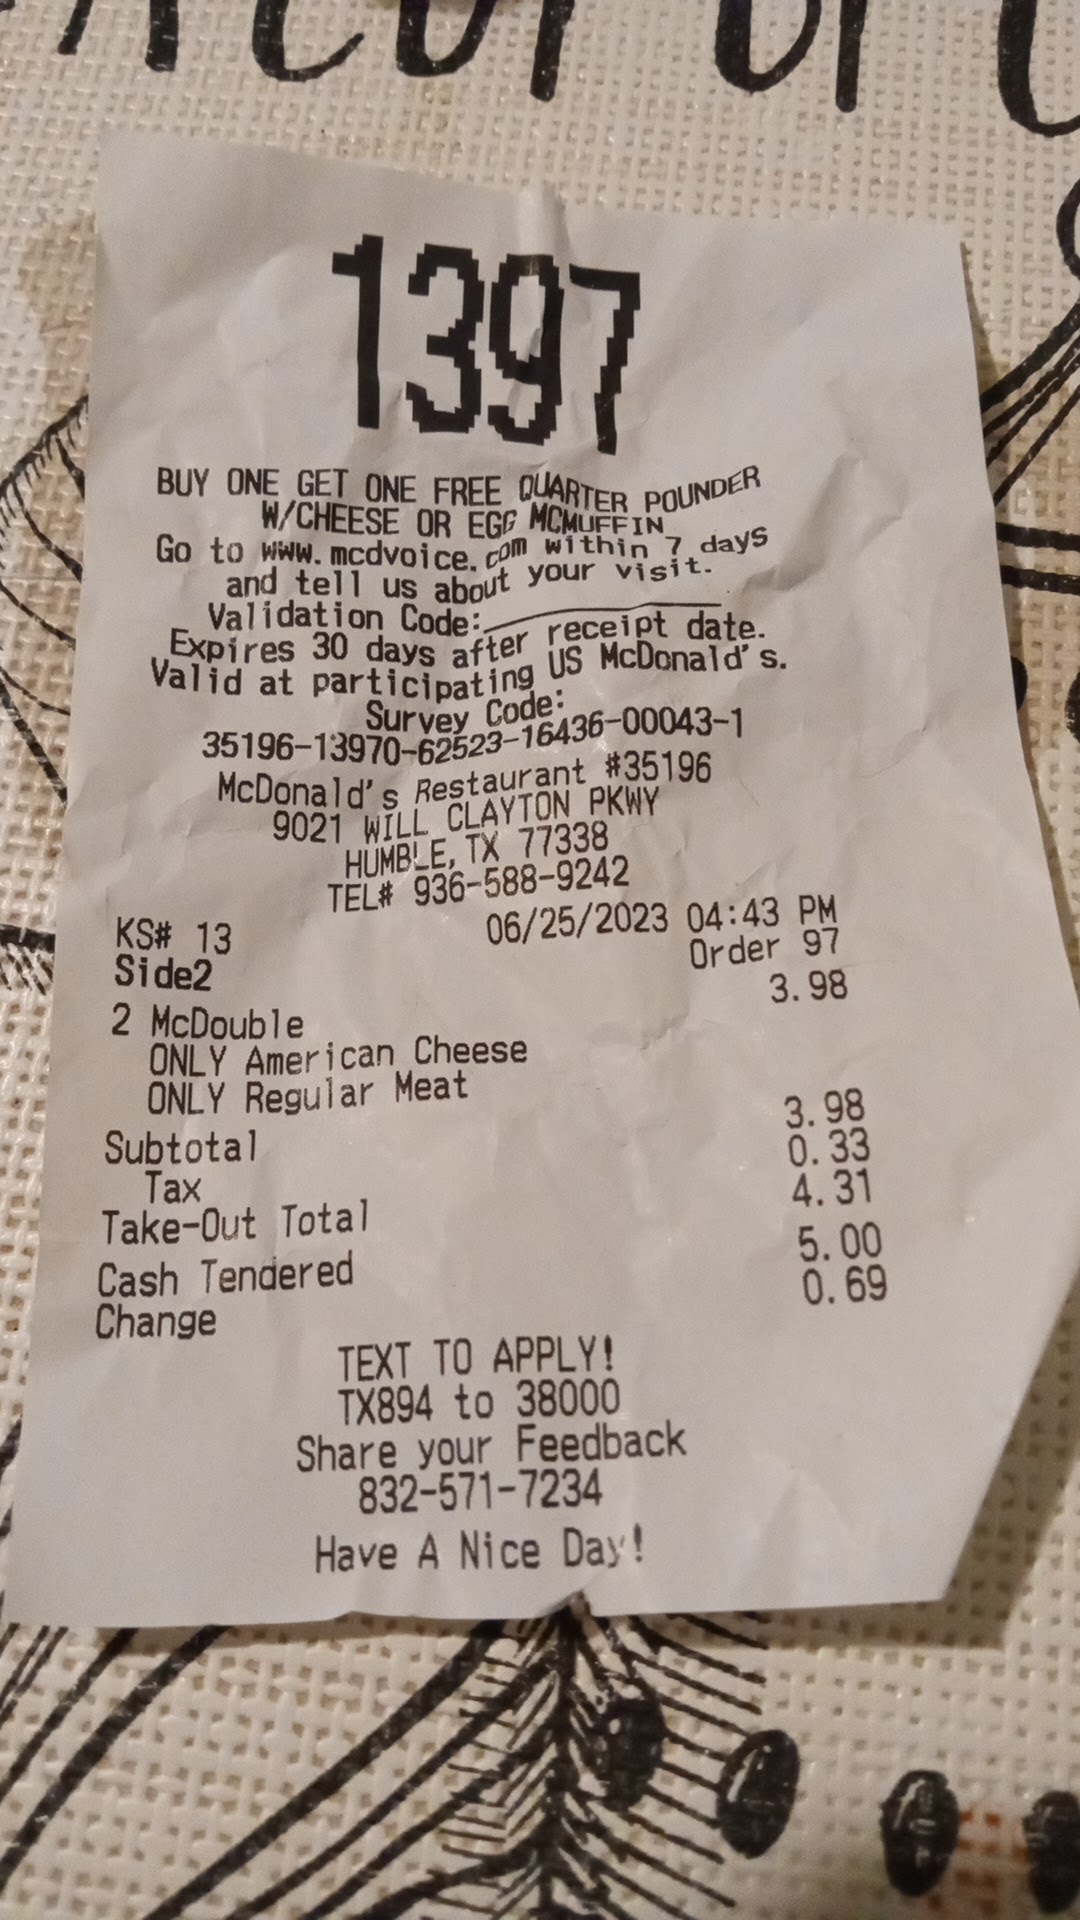 1397
BUY ONE GET ONE FREE QUARTER POUNDER
W/CHEESE OR EGG MCMUFFIN
Go to www.mcdvoice.com within 7 days
and tell us about your visit.
Validation Code:
Expires 30 days after receipt date.
Valid at participating US McDonald's.
Survey Code:
35196-13970-62523-16436-00043-1
McDonald's Restaurant #35196
9021 WILL CLAYTON PKWY
HUMBLE, TX 77338
TEL# 936-588-9242
KS# 13 06/25/2023 04:43 PM
Side2 Order 97
2 McDouble 3.98
ONLY American Cheese
ONLY Regular Meat
Subtotal 3.98
Tax 0.33
Take-Out Total 4.31
Cash Tendered 5.00
Change 0.69
TEXT TO APPLY!
TX894 to 38000
Share your Feedback
832-571-7234
Have A Nice Day!